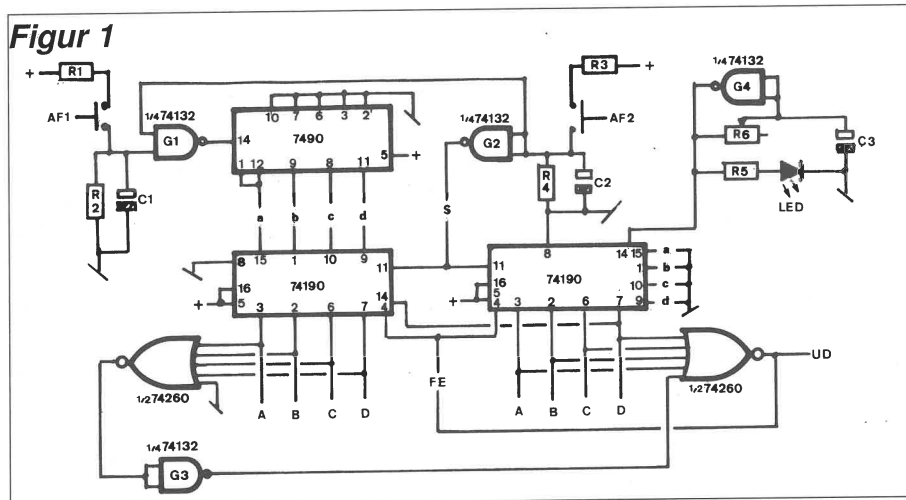 Figur 1
+ R1
AF1
1/4 74132
G1
R2
C1
10 7 6 3 2'
14 7490 5 +
1 12 9 8 11
a b c d
1/4 74132
G2
R3 +
AF2
R4
C2
S
1/4 74132
G4
R6
C3
R5
LED
8 15 1 10 9
11
16 74190
+ 5
14
3 2 6 7 4
8 14 15 a
11
16 74190
+ 5
4 3 2 6 7
1 b
10 c
9 d
1/2 74260
A B C D
FE
A B C D
1/2 74260
UD
1/4 74132
G3